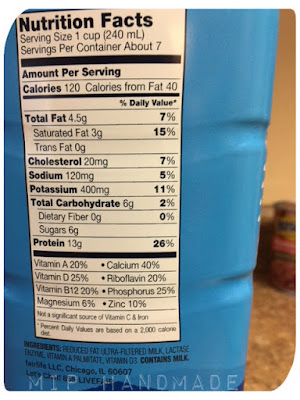 Nutrition Facts
Serving Size 1 cup (240 mL)
Servings Per Container About 7
Amount Per Serving
Calories 120 Calories from Fat 40
% Daily Value*
Total Fat 4.5g 7%
Saturated Fat 3g 15%
Trans Fat 0g
Cholesterol 20mg 7%
Sodium 120mg 5%
Potassium 400mg 11%
Total Carbohydrate 6g 2%
Dietary Fiber 0g 0%
Sugars 6g
Protein 13g 26%
Vitamin A 20% • Calcium 40%
Vitamin D 25% • Riboflavin 20%
Vitamin B12 20% • Phosphorus 25%
Magnesium 6% • Zinc 10%
Not a significant source of Vitamin C & Iron
*Percent Daily Values are based on a 2,000 calorie
diet.
INGREDIENTS: REDUCED FAT ULTRA-FILTERED MILK, LACTASE
ENZYME, VITAMIN A PALMITATE, VITAMIN D3. CONTAINS MILK.
fairlife LLC, Chicago, IL 60607
HANDMADE